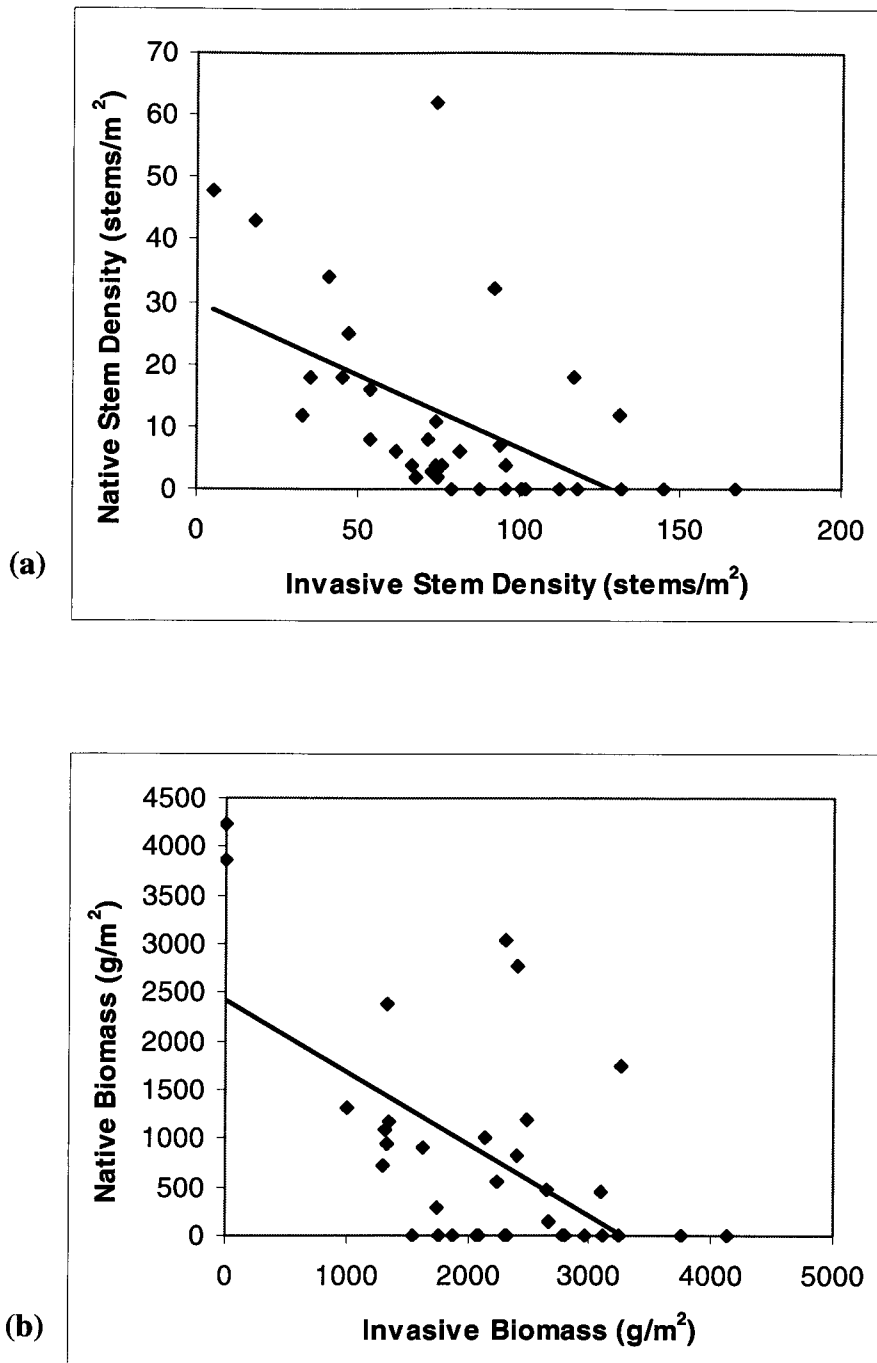 70
60
50
40
30
20
10
0
Native Stem Density (stems/m²)
0 50 100 150 200
Invasive Stem Density (stems/m²)
(a)
4500
4000
3500
3000
2500
2000
1500
1000
500
0
Native Biomass (g/m²)
0 1000 2000 3000 4000 5000
Invasive Biomass (g/m²)
(b)